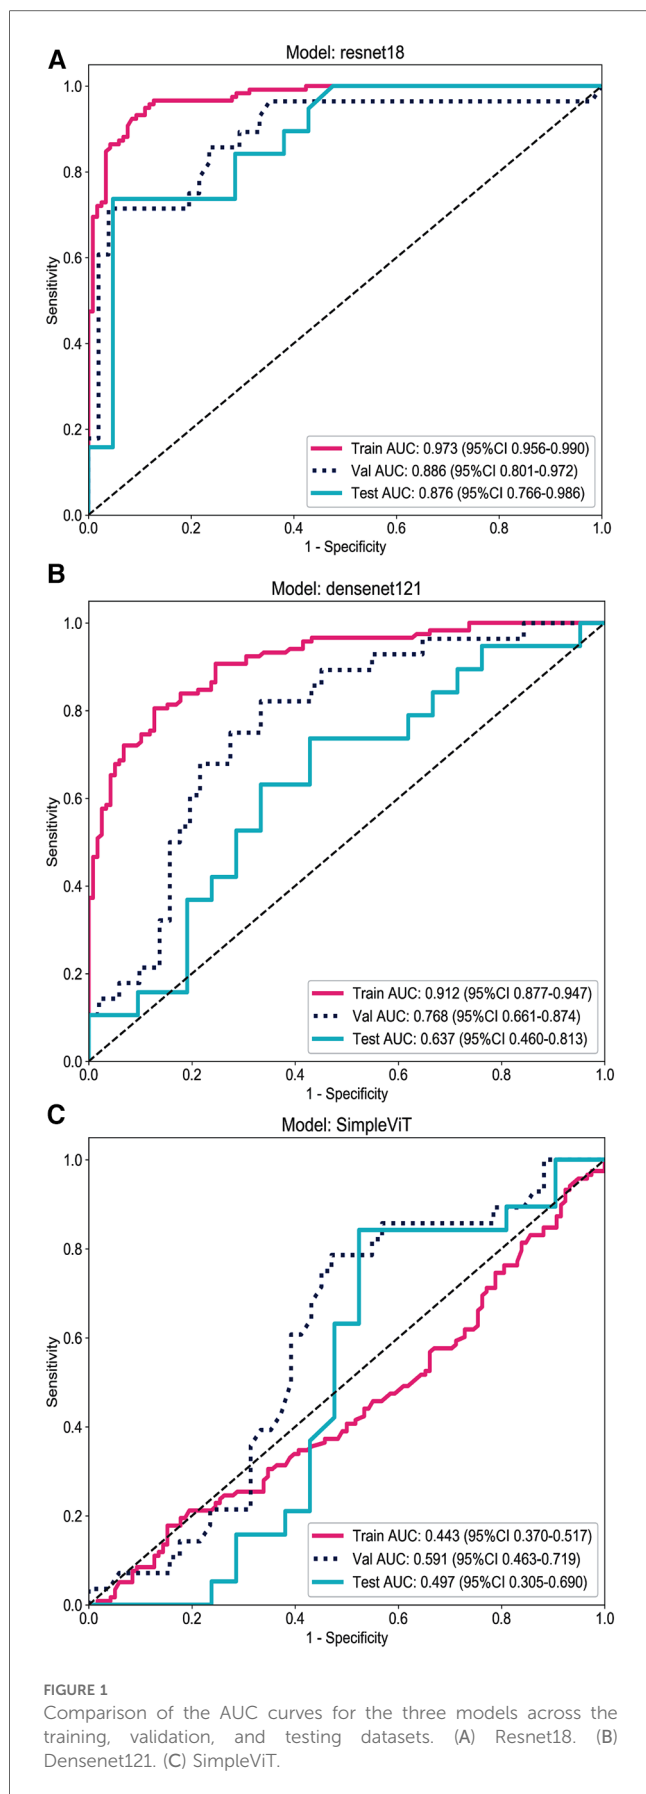 A
Model: resnet18
1.0
0.8
0.6
0.4
0.2
0.0
Sensitivity
Train AUC: 0.973 (95%CI 0.956-0.990)
Val AUC: 0.886 (95%CI 0.801-0.972)
Test AUC: 0.876 (95%CI 0.766-0.986)
0.0 0.2 0.4 0.6 0.8 1.0
1 - Specificity
B
Model: densenet121
1.0
0.8
0.6
0.4
0.2
0.0
Sensitivity
Train AUC: 0.912 (95%CI 0.877-0.947)
Val AUC: 0.768 (95%CI 0.661-0.874)
Test AUC: 0.637 (95%CI 0.460-0.813)
0.0 0.2 0.4 0.6 0.8 1.0
1 - Specificity
C
Model: SimpleViT
1.0
0.8
0.6
0.4
0.2
0.0
Sensitivity
Train AUC: 0.443 (95%CI 0.370-0.517)
Val AUC: 0.591 (95%CI 0.463-0.719)
Test AUC: 0.497 (95%CI 0.305-0.690)
0.0 0.2 0.4 0.6 0.8 1.0
1 - Specificity
FIGURE 1
Comparison of the AUC curves for the three models across the
training, validation, and testing datasets. (A) Resnet18. (B)
Densenet121. (C) SimpleViT.